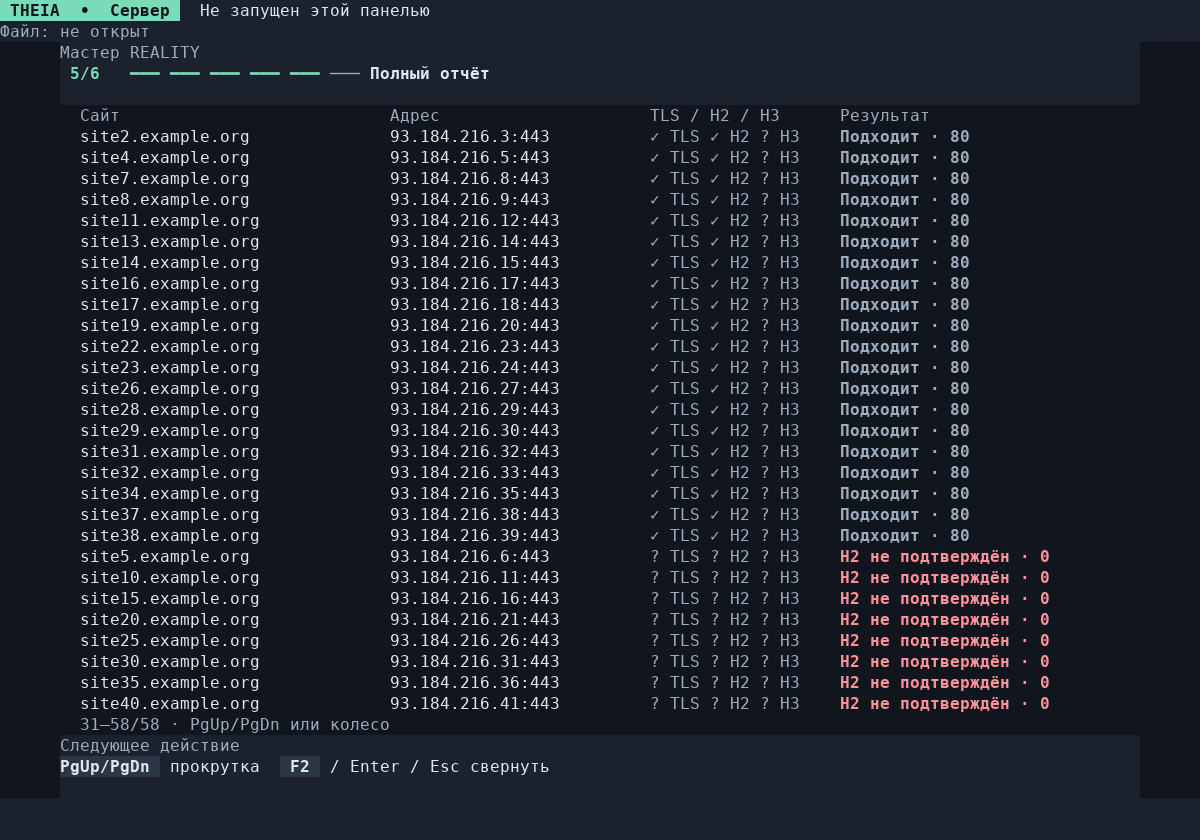 THEIA • Сервер Не запущен этой панелью
Файл: не открыт
Мастер REALITY
5/6 ━━━ ━━━ ━━━ ━━━ ━━━ ─── Полный отчёт
Сайт Адрес TLS / H2 / H3 Результат
site2.example.org 93.184.216.3:443 ✓ TLS ✓ H2 ? H3 Подходит · 80
site4.example.org 93.184.216.5:443 ✓ TLS ✓ H2 ? H3 Подходит · 80
site7.example.org 93.184.216.8:443 ✓ TLS ✓ H2 ? H3 Подходит · 80
site8.example.org 93.184.216.9:443 ✓ TLS ✓ H2 ? H3 Подходит · 80
site11.example.org 93.184.216.12:443 ✓ TLS ✓ H2 ? H3 Подходит · 80
site13.example.org 93.184.216.14:443 ✓ TLS ✓ H2 ? H3 Подходит · 80
site14.example.org 93.184.216.15:443 ✓ TLS ✓ H2 ? H3 Подходит · 80
site16.example.org 93.184.216.17:443 ✓ TLS ✓ H2 ? H3 Подходит · 80
site17.example.org 93.184.216.18:443 ✓ TLS ✓ H2 ? H3 Подходит · 80
site19.example.org 93.184.216.20:443 ✓ TLS ✓ H2 ? H3 Подходит · 80
site22.example.org 93.184.216.23:443 ✓ TLS ✓ H2 ? H3 Подходит · 80
site23.example.org 93.184.216.24:443 ✓ TLS ✓ H2 ? H3 Подходит · 80
site26.example.org 93.184.216.27:443 ✓ TLS ✓ H2 ? H3 Подходит · 80
site28.example.org 93.184.216.29:443 ✓ TLS ✓ H2 ? H3 Подходит · 80
site29.example.org 93.184.216.30:443 ✓ TLS ✓ H2 ? H3 Подходит · 80
site31.example.org 93.184.216.32:443 ✓ TLS ✓ H2 ? H3 Подходит · 80
site32.example.org 93.184.216.33:443 ✓ TLS ✓ H2 ? H3 Подходит · 80
site34.example.org 93.184.216.35:443 ✓ TLS ✓ H2 ? H3 Подходит · 80
site37.example.org 93.184.216.38:443 ✓ TLS ✓ H2 ? H3 Подходит · 80
site38.example.org 93.184.216.39:443 ✓ TLS ✓ H2 ? H3 Подходит · 80
site5.example.org 93.184.216.6:443 ? TLS ? H2 ? H3 H2 не подтверждён · 0
site10.example.org 93.184.216.11:443 ? TLS ? H2 ? H3 H2 не подтверждён · 0
site15.example.org 93.184.216.16:443 ? TLS ? H2 ? H3 H2 не подтверждён · 0
site20.example.org 93.184.216.21:443 ? TLS ? H2 ? H3 H2 не подтверждён · 0
site25.example.org 93.184.216.26:443 ? TLS ? H2 ? H3 H2 не подтверждён · 0
site30.example.org 93.184.216.31:443 ? TLS ? H2 ? H3 H2 не подтверждён · 0
site35.example.org 93.184.216.36:443 ? TLS ? H2 ? H3 H2 не подтверждён · 0
site40.example.org 93.184.216.41:443 ? TLS ? H2 ? H3 H2 не подтверждён · 0
31–58/58 · PgUp/PgDn или колесо
Следующее действие
PgUp/PgDn прокрутка F2 / Enter / Esc свернуть